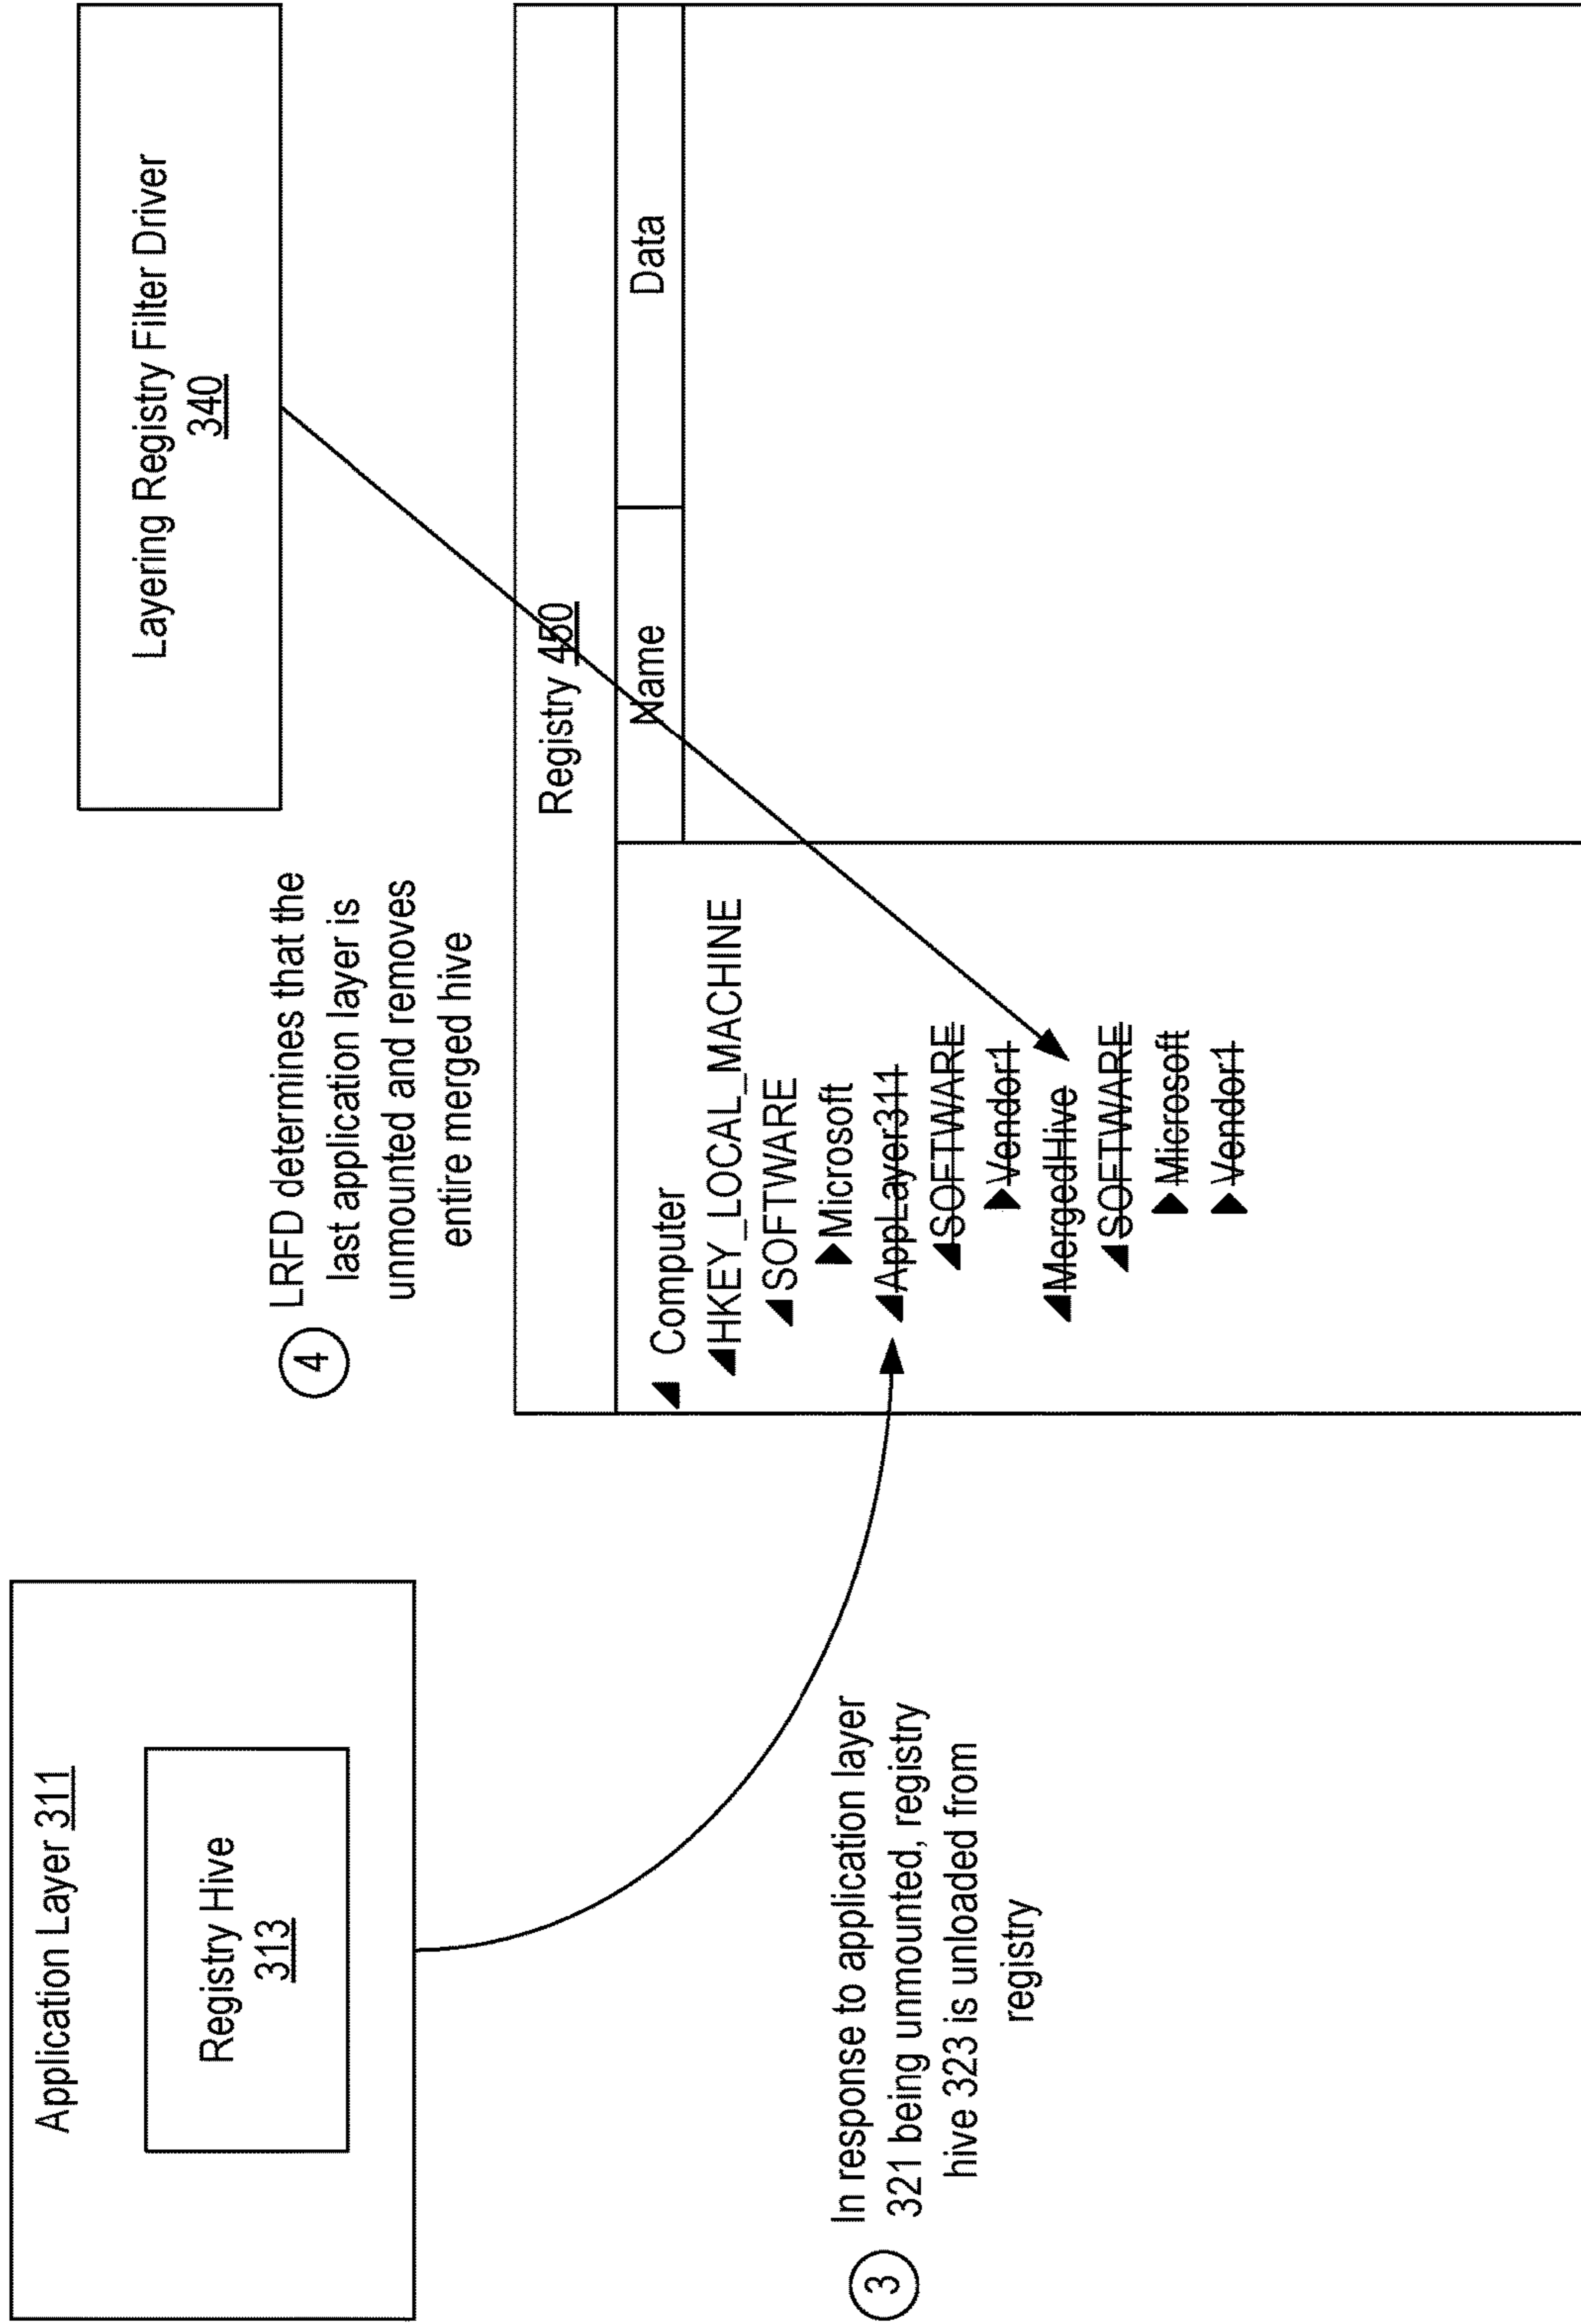 Application Layer 311
Registry Hive
313
Layering Registry Filter Driver
340
4
LRFD determines that the
last application layer is
unmounted and removes
entire merged hive
3
In response to application layer
321 being unmounted, registry
hive 323 is unloaded from
registry
Registry 450
Name
Data
Computer
HKEY_LOCAL_MACHINE
SOFTWARE
Microsoft
AppLayer311
SOFTWARE
Vendor1
MergedHive
SOFTWARE
Microsoft
Vendor1